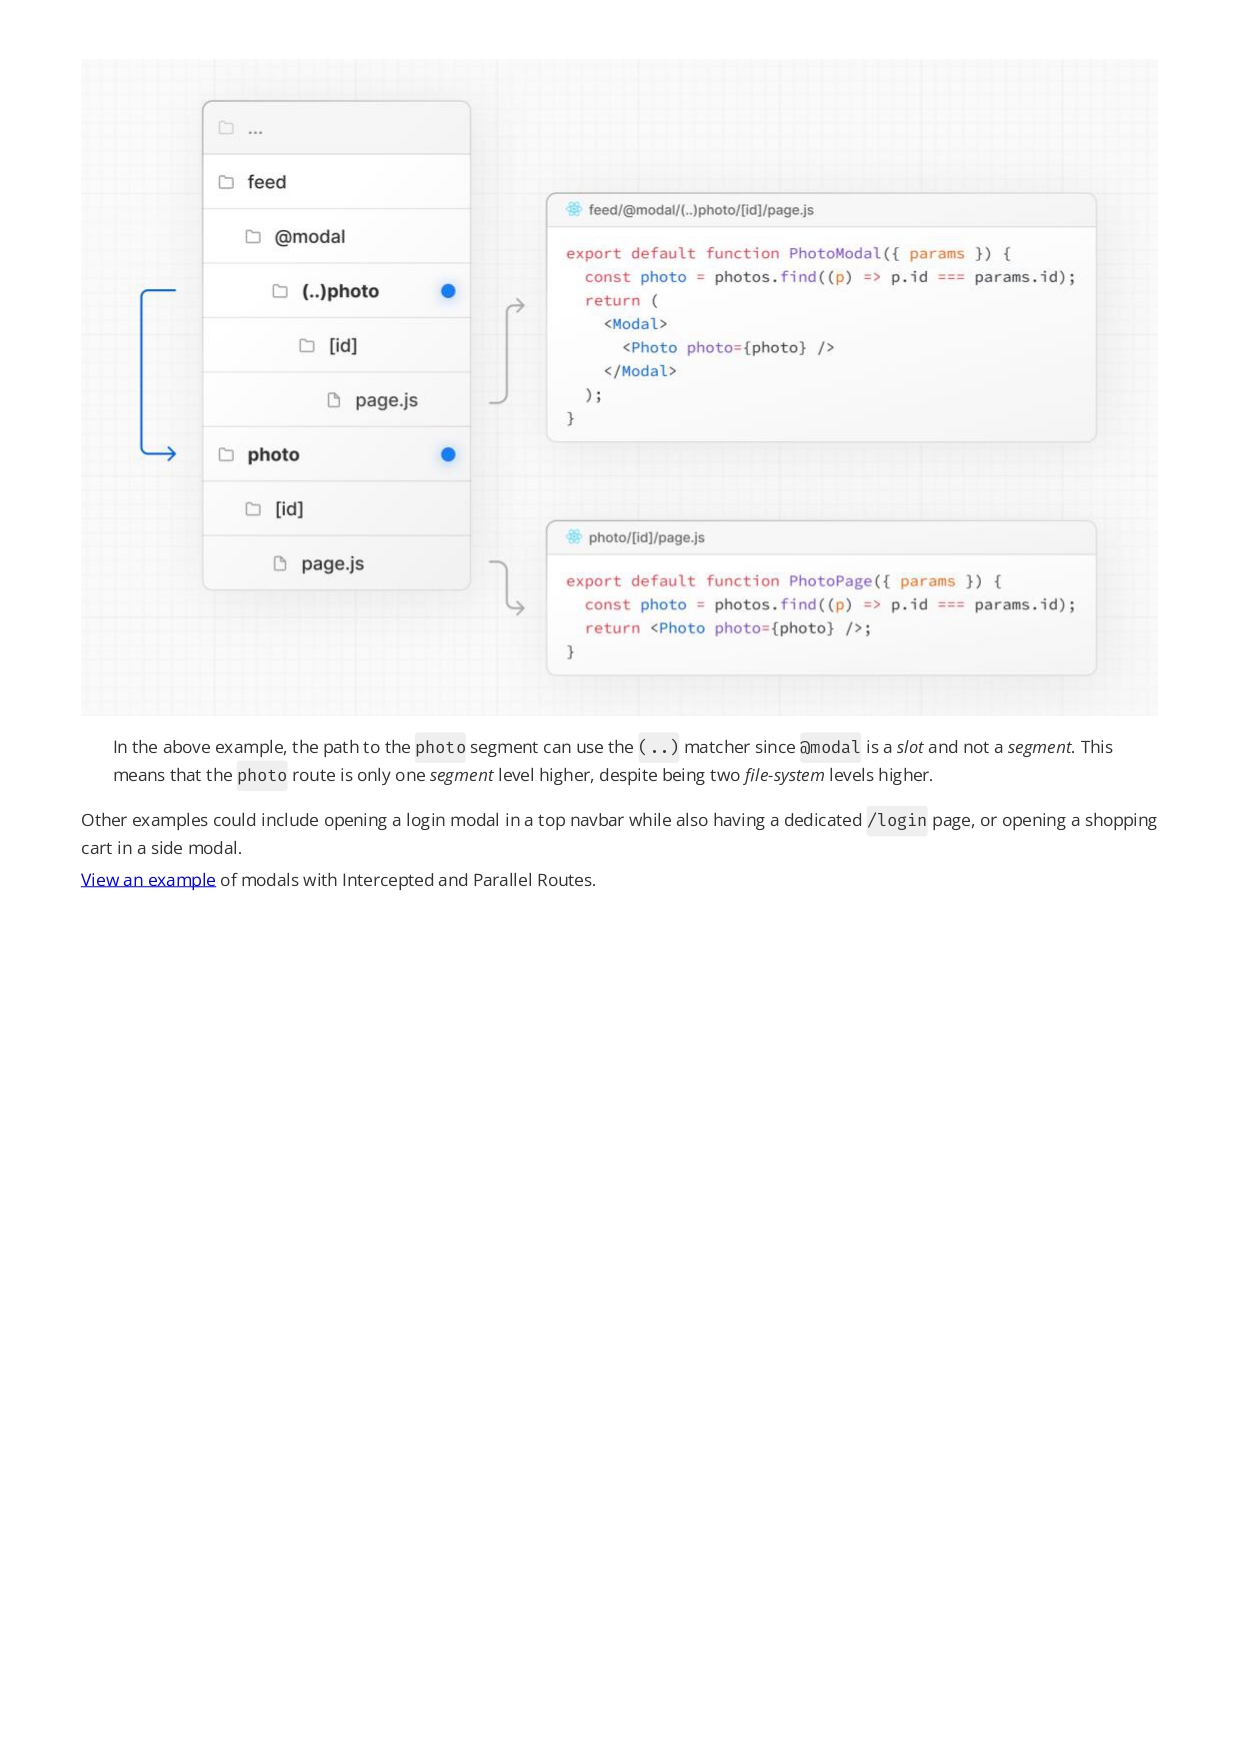 ...
feed
@modal
(..)photo
[id]
page.js
photo
[id]
page.js
feed/@modal/(..)photo/[id]/page.js
export default function PhotoModal({ params }) {
  const photo = photos.find((p) => p.id === params.id);
  return (
    <Modal>
      <Photo photo={photo} />
    </Modal>
  );
}
photo/[id]/page.js
export default function PhotoPage({ params }) {
  const photo = photos.find((p) => p.id === params.id);
  return <Photo photo={photo} />;
}
In the above example, the path to the photo segment can use the (..) matcher since @modal is a slot and not a segment. This
means that the photo route is only one segment level higher, despite being two file-system levels higher.
Other examples could include opening a login modal in a top navbar while also having a dedicated /login page, or opening a shopping
cart in a side modal.
View an example of modals with Intercepted and Parallel Routes.